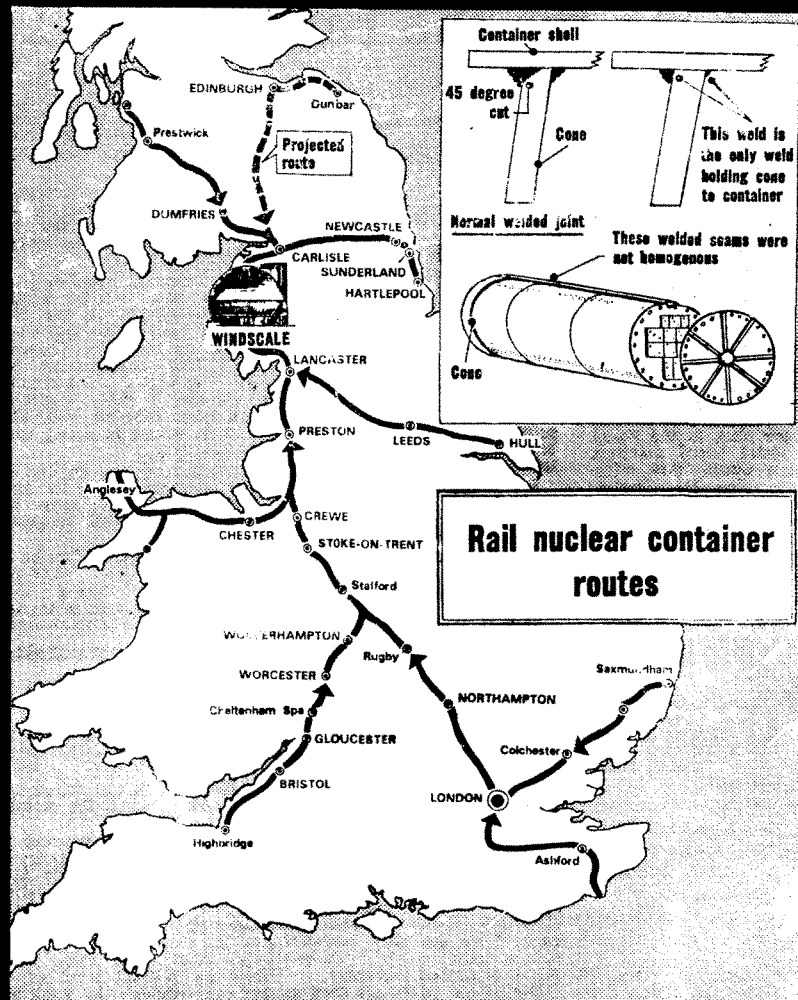 Container shell
45 degree
cut
Cone
This weld is
the only weld
holding cone
to container
Normal welded joint
These welded seams were
not homogenous
Cone
EDINBURGH
Dunbar
Prestwick
Projected
route
DUMFRIES
NEWCASTLE
CARLISLE
SUNDERLAND
HARTLEPOOL
WINDSCALE
LANCASTER
PRESTON
LEEDS
HULL
Anglesey
CREWE
CHESTER
STOKE-ON-TRENT
Rail nuclear container
routes
Stafford
WOLVERHAMPTON
Rugby
Saxmundham
WORCESTER
NORTHAMPTON
Cheltenham Spa
GLOUCESTER
Colchester
BRISTOL
LONDON
Highbridge
Ashford